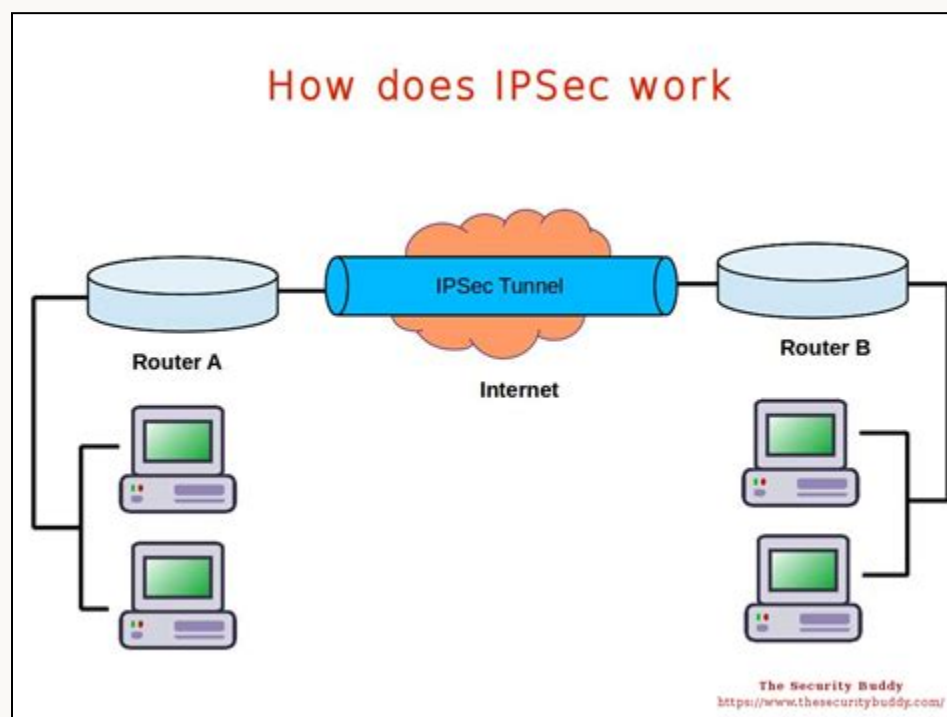 How does IPSec work
IPSec Tunnel
Router A
Router B
Internet
The Security Buddy
https://www.thesecuritybuddy.com/